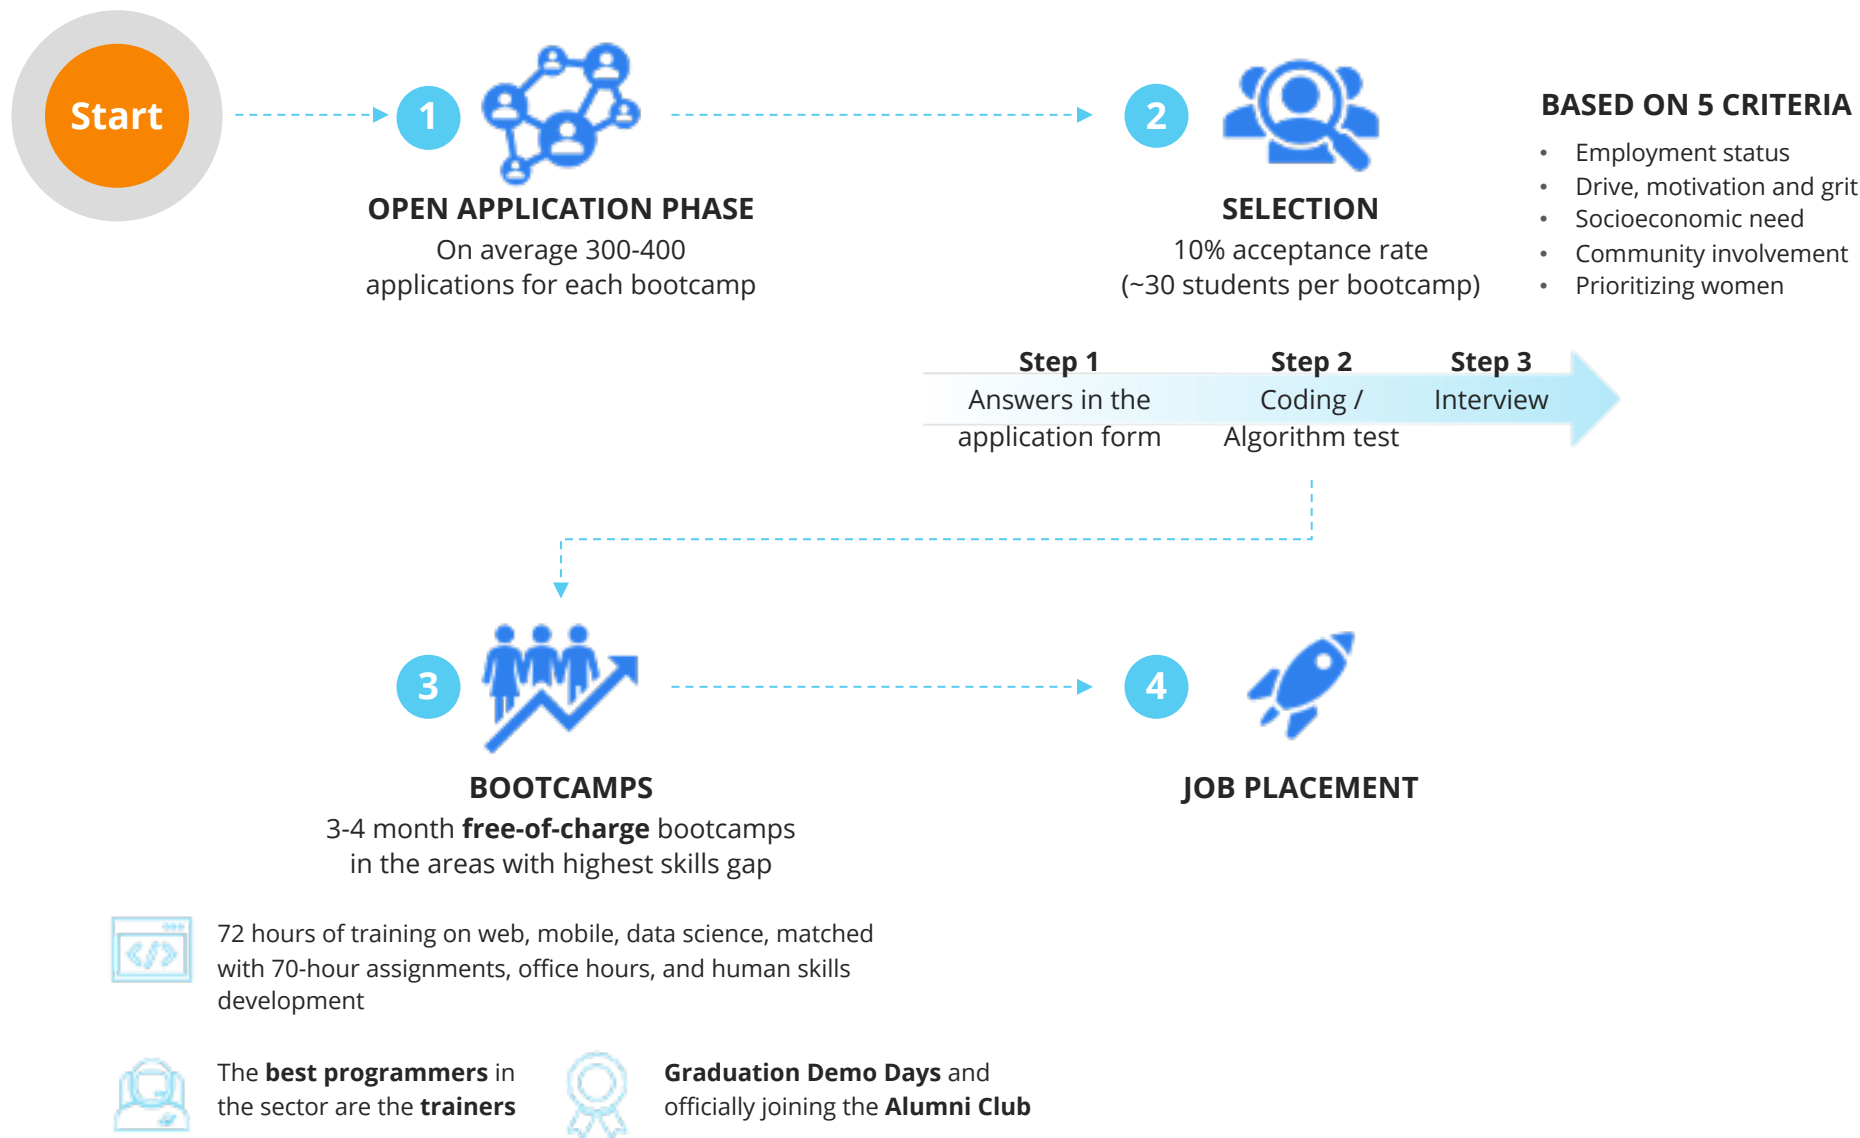 Start
1
OPEN APPLICATION PHASE
On average 300-400
applications for each bootcamp
2
SELECTION
10% acceptance rate
(~30 students per bootcamp)
BASED ON 5 CRITERIA
• Employment status
• Drive, motivation and grit
• Socioeconomic need
• Community involvement
• Prioritizing women
Step 1
Answers in the
application form
Step 2
Coding /
Algorithm test
Step 3
Interview
3
BOOTCAMPS
3-4 month free-of-charge bootcamps
in the areas with highest skills gap
4
JOB PLACEMENT
</>
72 hours of training on web, mobile, data science, matched
with 70-hour assignments, office hours, and human skills
development
The best programmers in
the sector are the trainers
Graduation Demo Days and
officially joining the Alumni Club